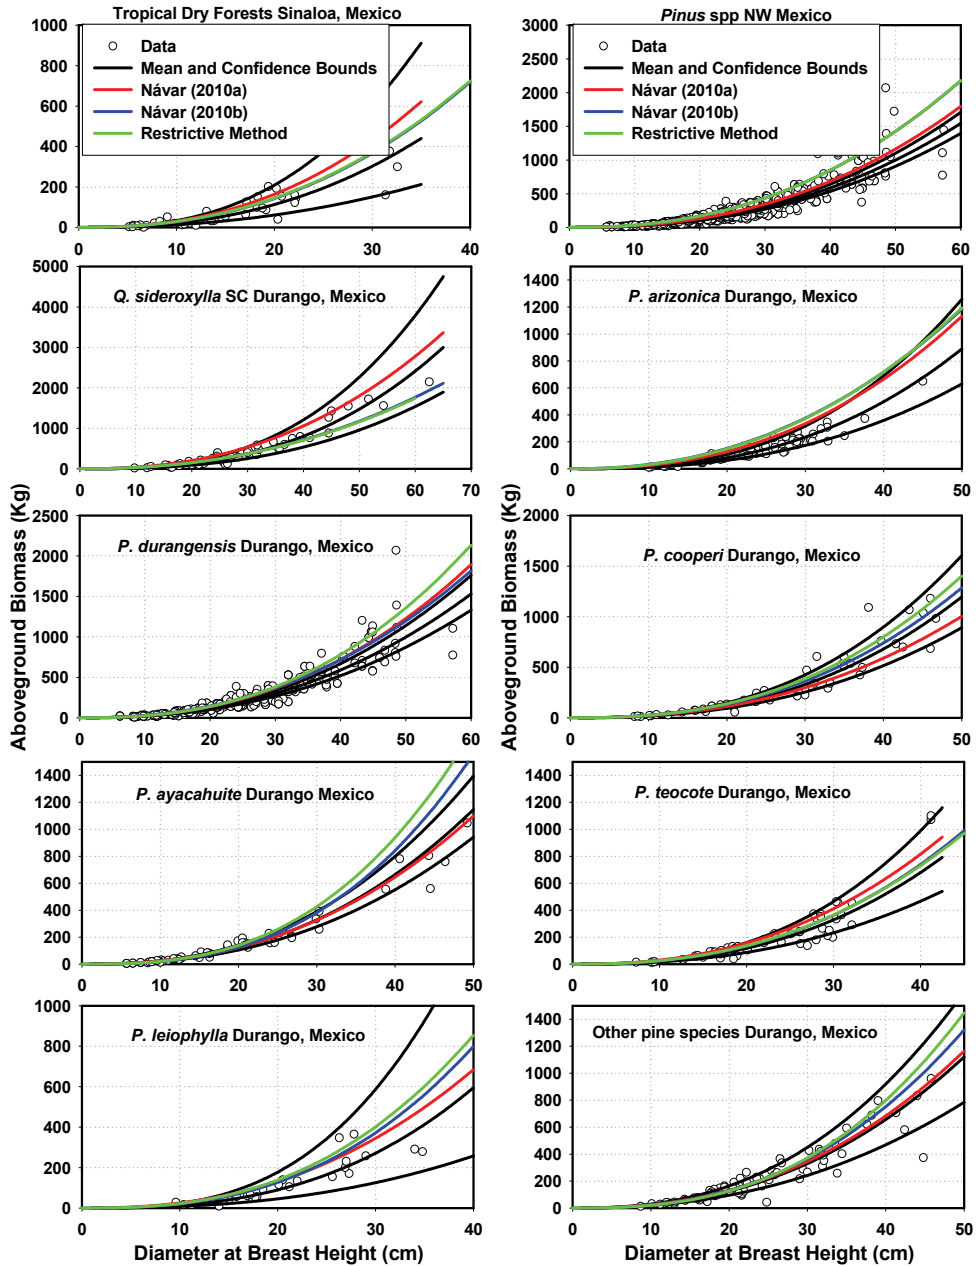 Tropical Dry Forests Sinaloa, Mexico
1000
800
600
400
200
0
Data
Mean and Confidence Bounds
Návar (2010a)
Návar (2010b)
Restrictive Method
0 10 20 30 40
Pinus spp NW Mexico
3000
2500
2000
1500
1000
500
0
Data
Mean and Confidence Bounds
Návar (2010a)
Návar (2010b)
Restrictive Method
0 10 20 30 40 50 60
Q. sideroxylla SC Durango, Mexico
5000
4000
3000
2000
1000
0
0 10 20 30 40 50 60 70
P. arizonica Durango, Mexico
1400
1200
1000
800
600
400
200
0
0 10 20 30 40 50
Aboveground Biomass (Kg)
Aboveground Biomass (Kg)
P. durangensis Durango, Mexico
2500
2000
1500
1000
500
0
0 10 20 30 40 50 60
P. cooperi Durango, Mexico
2000
1500
1000
500
0
0 10 20 30 40 50
P. ayacahuite Durango Mexico
1400
1200
1000
800
600
400
200
0
0 10 20 30 40 50
P. teocote Durango, Mexico
1400
1200
1000
800
600
400
200
0
0 10 20 30 40
P. leiophylla Durango, Mexico
1000
800
600
400
200
0
0 10 20 30 40
Diameter at Breast Height (cm)
Other pine species Durango, Mexico
1400
1200
1000
800
600
400
200
0
0 10 20 30 40 50
Diameter at Breast Height (cm)